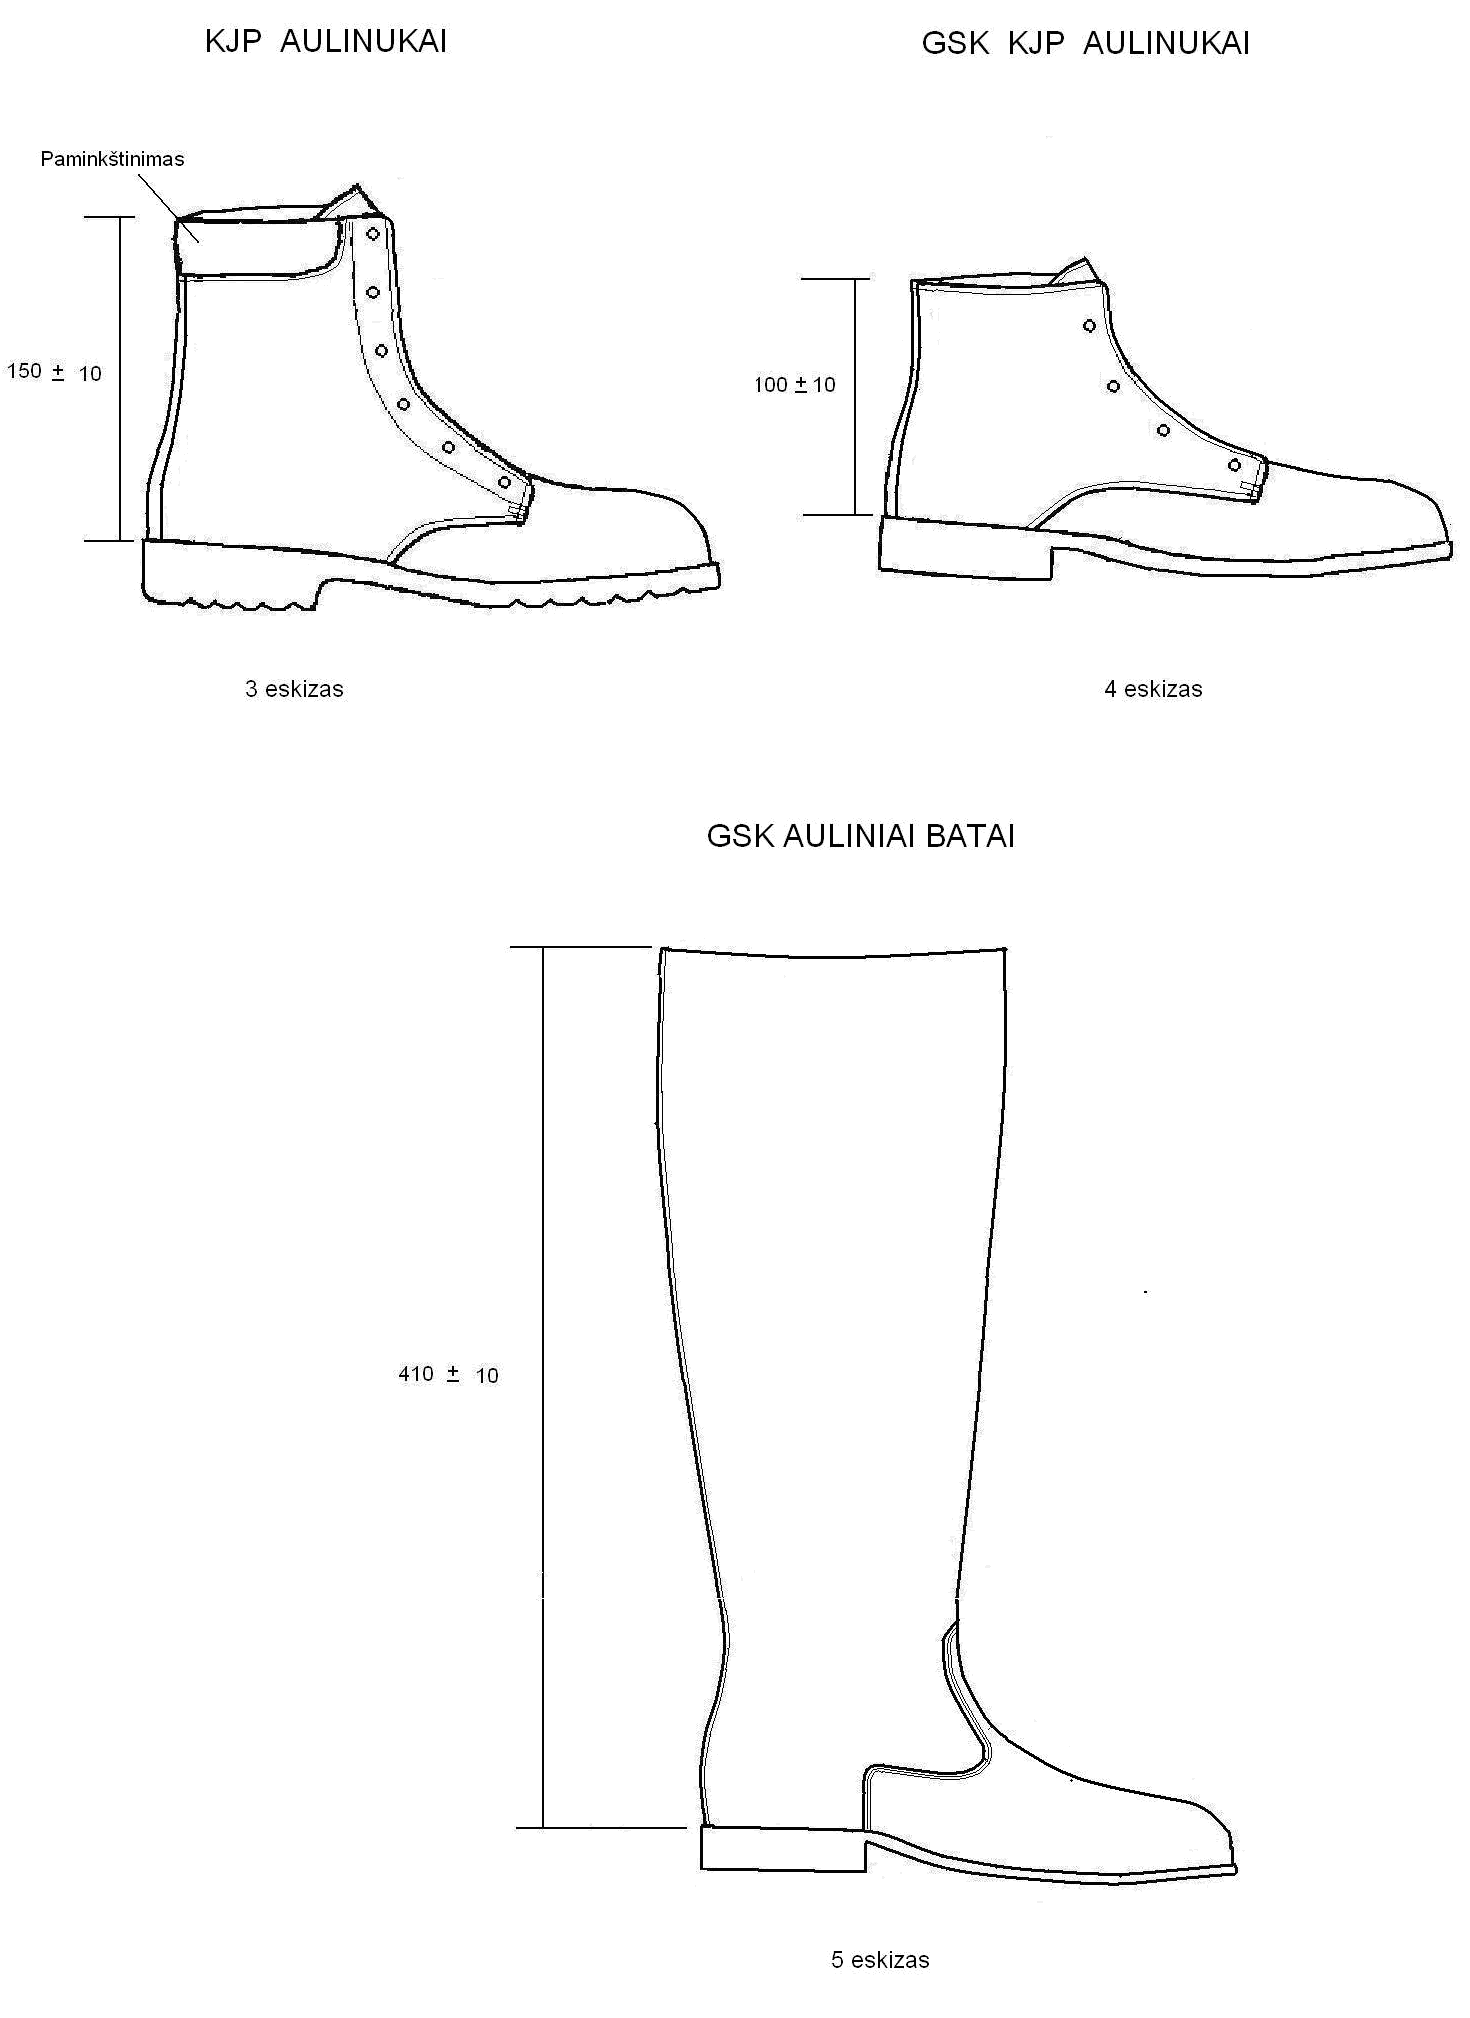 KJP AULINUKAI
GSK KJP AULINUKAI
Paminkštinimas
150 ± 10
100 ± 10
3 eskizas
4 eskizas
GSK AULINIAI BATAI
410 ± 10
5 eskizas